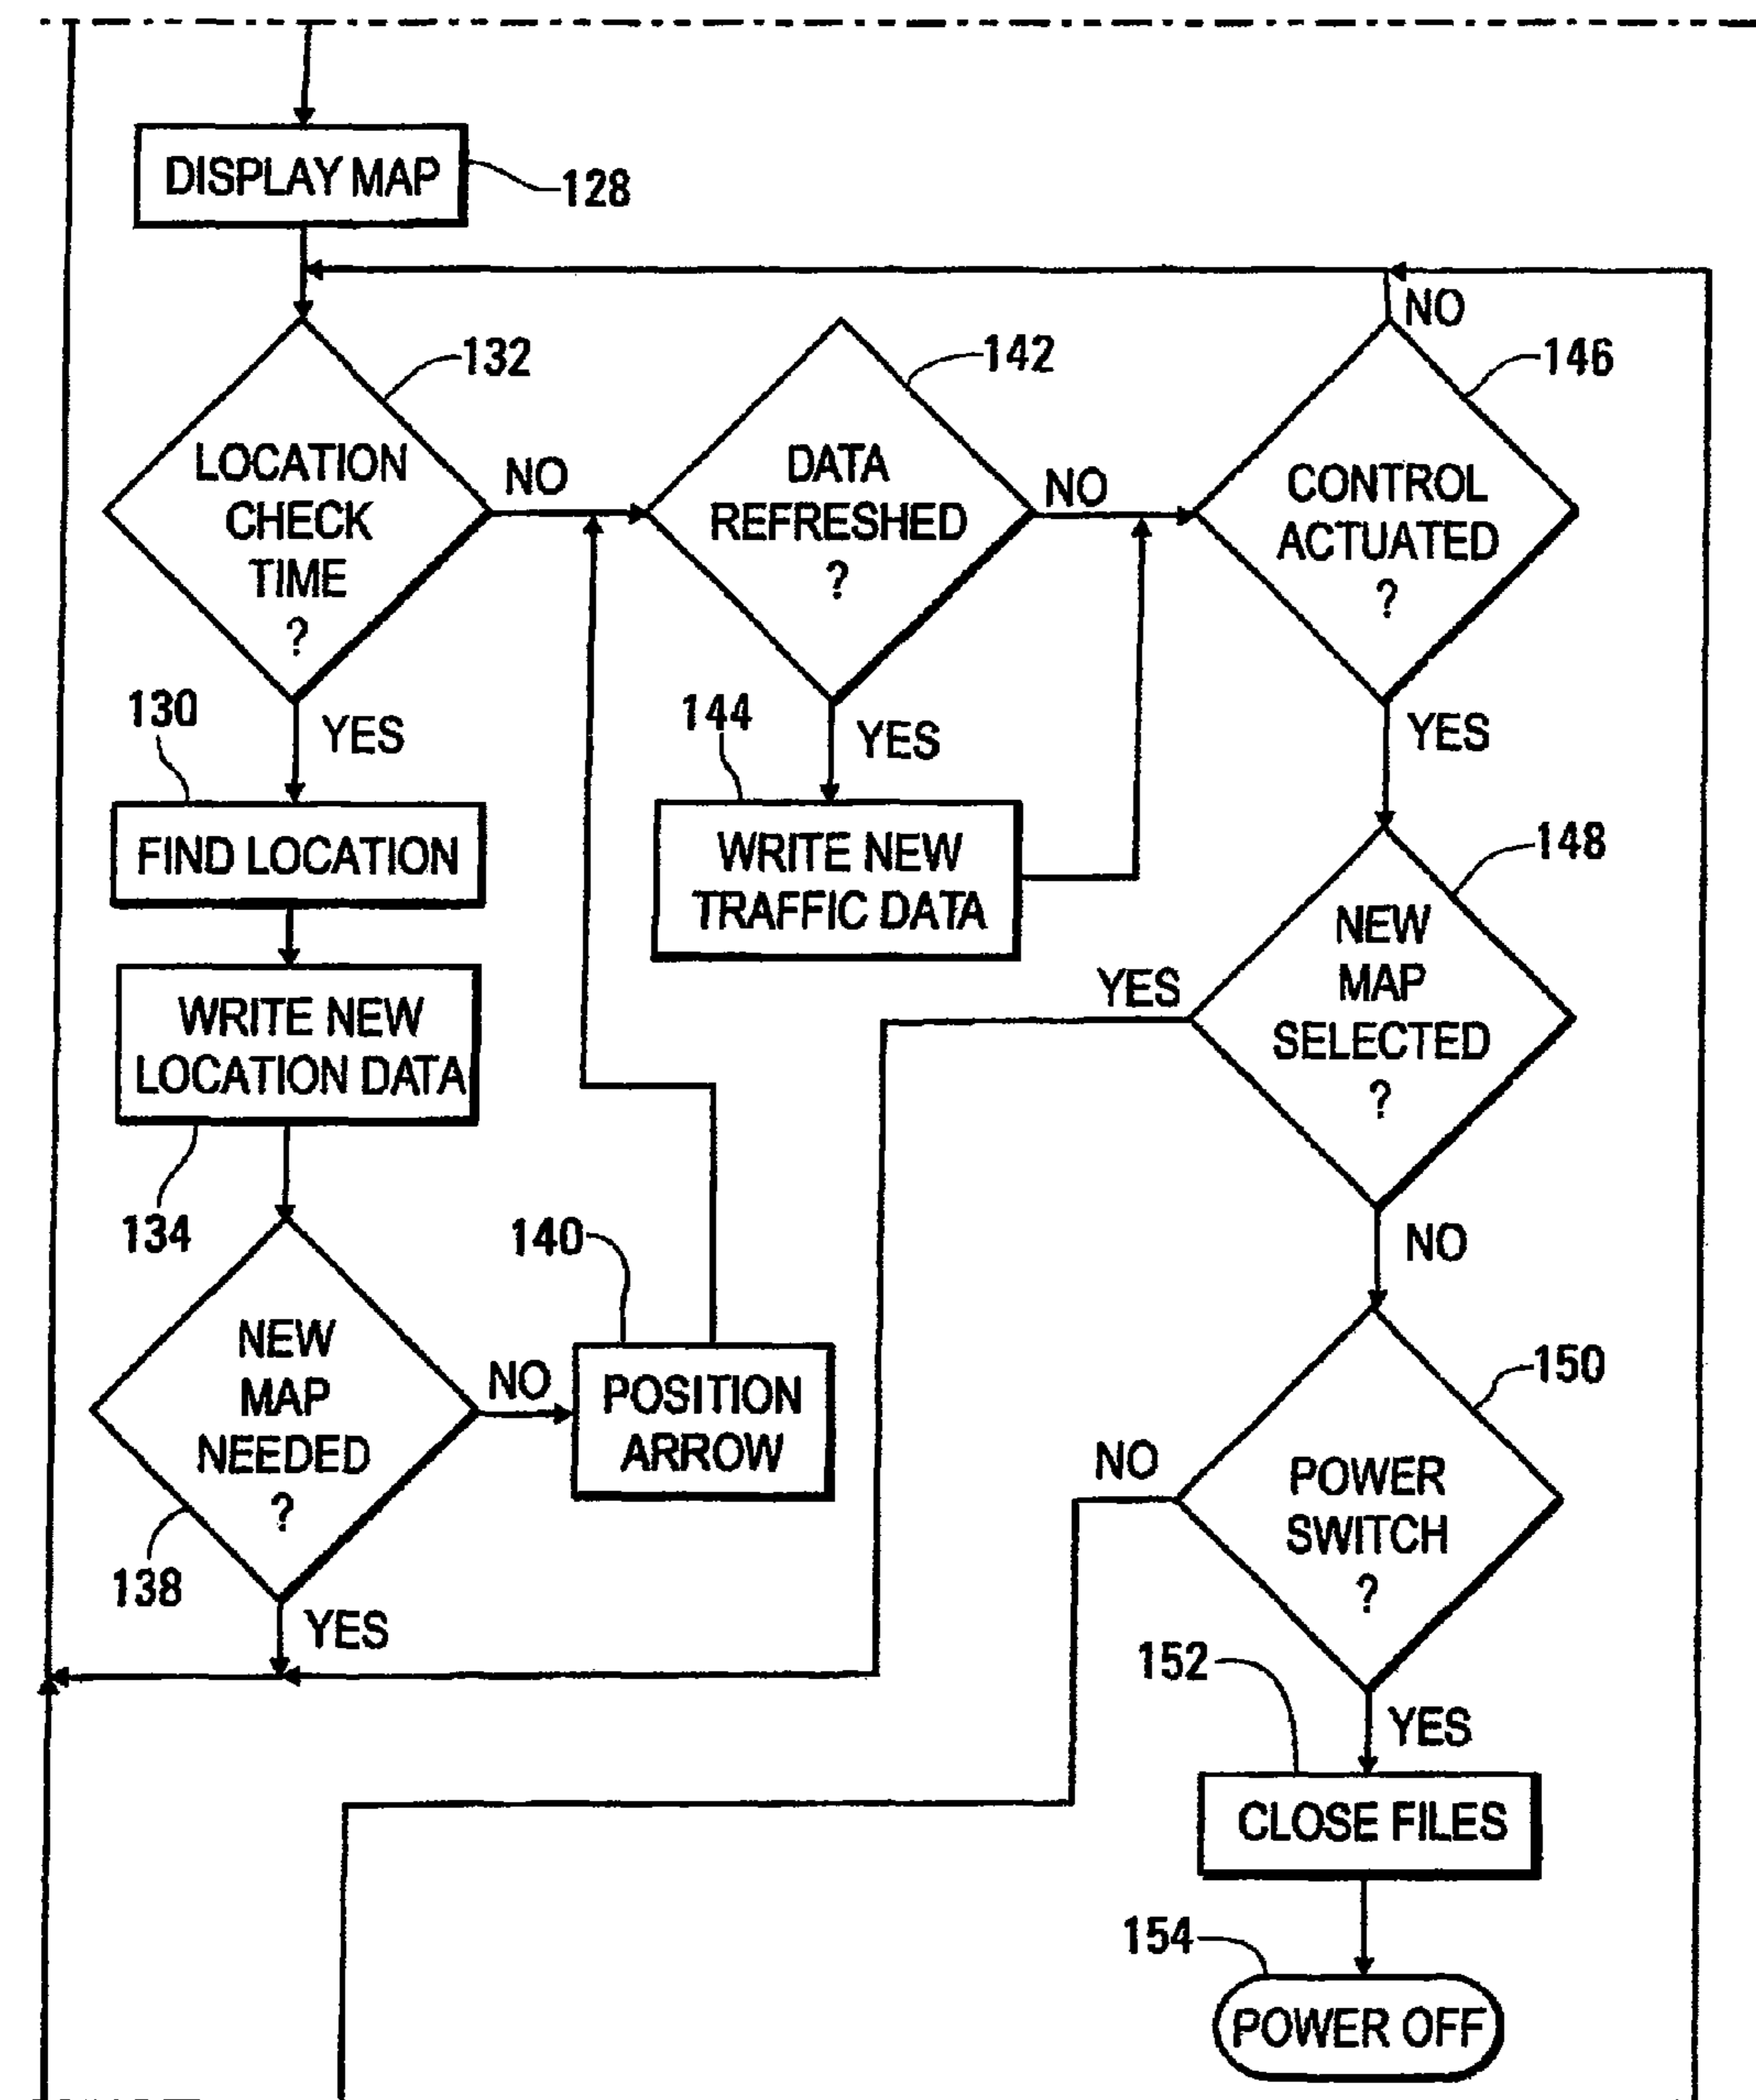 DISPLAY MAP
128
NO
132
142
146
LOCATION
CHECK
TIME
?
NO
DATA
REFRESHED
?
NO
CONTROL
ACTUATED
?
130
YES
144
YES
YES
FIND LOCATION
WRITE NEW
TRAFFIC DATA
148
NEW
MAP
SELECTED
?
YES
WRITE NEW
LOCATION DATA
134
140
NO
NEW
MAP
NEEDED
?
NO
POSITION
ARROW
150
NO
POWER
SWITCH
?
138
YES
152
YES
CLOSE FILES
154
POWER OFF